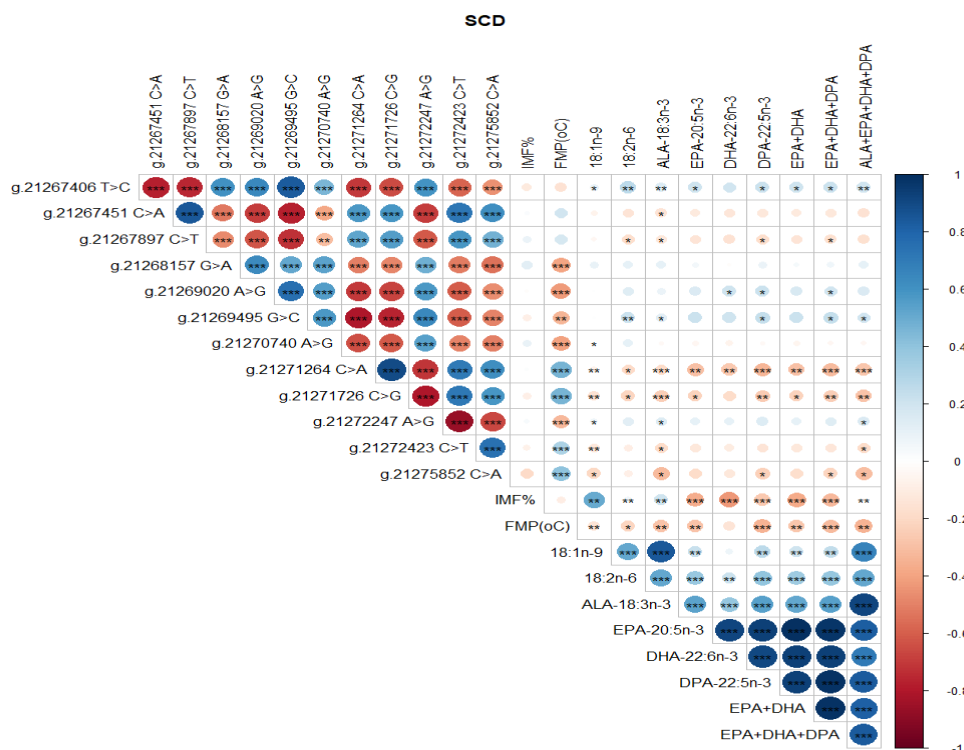 SCD
g.21267451 C>A
g.21267897 C>T
g.21268157 G>A
g.21269020 A>G
g.21269495 G>C
g.21270740 A>G
g.21271264 C>A
g.21271726 C>G
g.21272247 A>G
g.21272423 C>T
g.21275852 C>A
IMF%
FMP(oC)
18:1n-9
18:2n-6
ALA-18:3n-3
EPA-20:5n-3
DHA-22:6n-3
DPA-22:5n-3
EPA+DHA
EPA+DHA+DPA
ALA+EPA+DHA+DPA
g.21267406 T>C
*** *** *** *** *** *** *** *** *** *** *** * ** ** * * * * **
g.21267451 C>A
*** *** *** *** *** *** *** *** *** *** *
g.21267897 C>T
*** *** *** ** *** *** *** *** *** * * * *
g.21268157 G>A
*** *** *** *** *** *** *** *** ***
g.21269020 A>G
*** *** *** *** *** *** *** *** * * *
g.21269495 G>C
*** *** *** *** *** *** ** ** * * *
g.21270740 A>G
*** *** *** *** *** *** *
g.21271264 C>A
*** *** *** *** *** ** * *** ** ** *** ** *** ***
g.21271726 C>G
*** *** *** *** ** * *** * ** * ** **
g.21272247 A>G
*** *** *** * *
g.21272423 C>T
*** *** ** * *
g.21275852 C>A
*** * * * * *
IMF%
** ** ** *** *** *** *** *** **
FMP(oC)
** * ** ** *** ** *** **
18:1n-9
*** *** ** ** ** ** ***
18:2n-6
*** *** ** *** *** *** ***
ALA-18:3n-3
*** *** *** *** *** ***
EPA-20:5n-3
*** *** *** *** ***
DHA-22:6n-3
*** *** *** ***
DPA-22:5n-3
*** *** ***
EPA+DHA
*** ***
EPA+DHA+DPA
***
1
0.8
0.6
0.4
0.2
0
-0.2
-0.4
-0.6
-0.8
-1